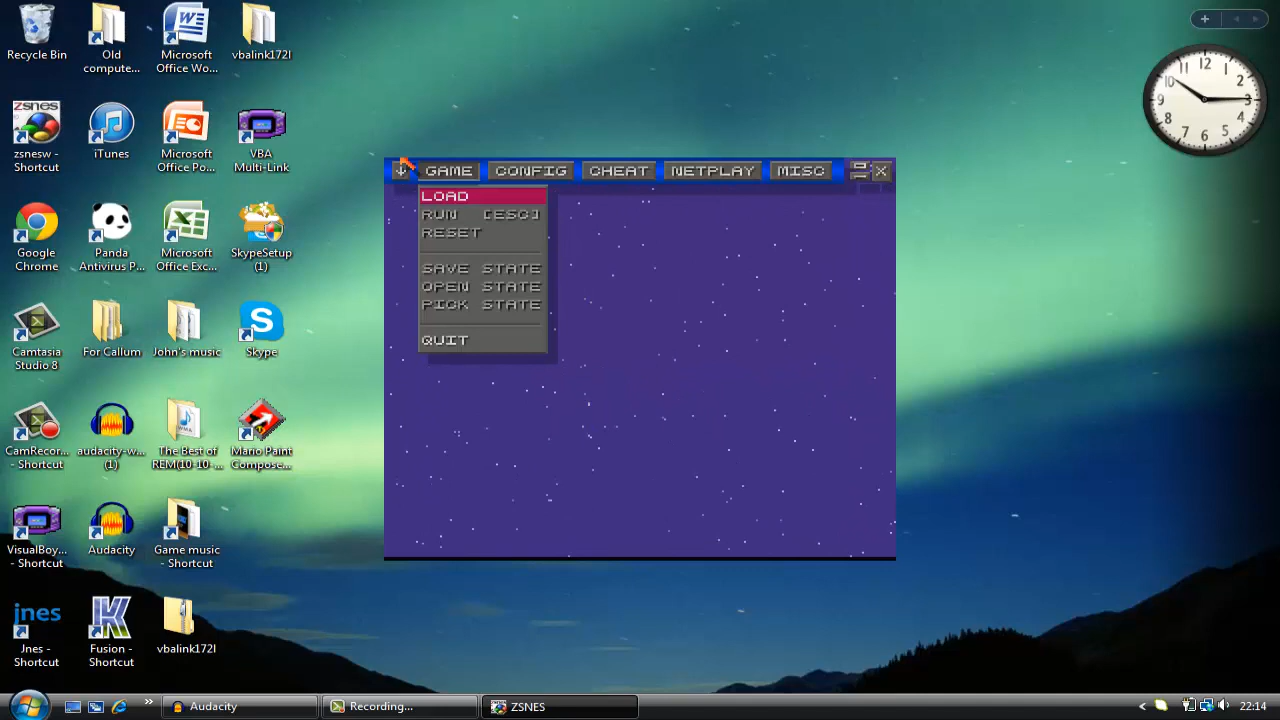 Recycle Bin
Old
compute...
Microsoft
Office Wo...
vbalink172l
zsnes
zsnesw -
Shortcut
iTunes
Microsoft
Office Po...
VBA
Multi-Link
Google
Chrome
Panda
Antivirus P...
Microsoft
Office Exc...
SkypeSetup
(1)
Camtasia
Studio 8
For Callum
John's music
Skype
CamRecor...
- Shortcut
audacity-w...
(1)
The Best of
REM(10-10-...
Mario Paint
Compose...
VisualBoy...
- Shortcut
Audacity
Game music
- Shortcut
jnes
Jnes -
Shortcut
Fusion -
Shortcut
vbalink172l
GAME
CONFIG
CHEAT
NETPLAY
MISC
LOAD
RUN [ESC]
RESET
SAVE STATE
OPEN STATE
PICK STATE
QUIT
12
1
2
3
4
5
6
7
8
9
10
11
Audacity
Recording...
ZSNES
22:14